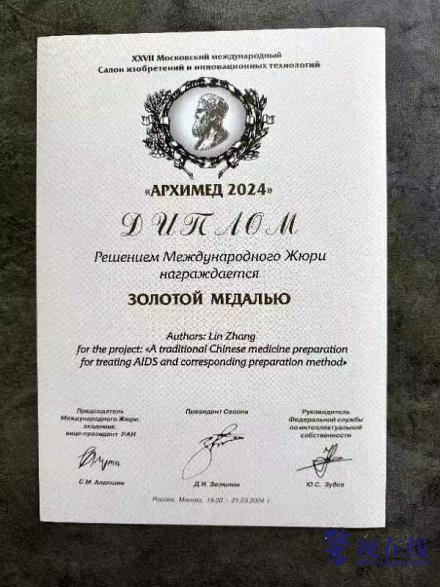 XXVII Московский международный
Салон изобретений и инновационных технологий
«АРХИМЕД 2024»
ДИПЛОМ
Решением Международного Жюри
награждается
ЗОЛОТОЙ МЕДАЛЬЮ
Authors: Lin Zhang
for the project: «A traditional Chinese medicine preparation
for treating AIDS and corresponding preparation method»
Председатель
Международного Жюри,
академик,
вице-президент РАН
С.М. Алдошин
Президент Салона
Д.И. Зезюлин
Руководитель
Федеральной службы
по интеллектуальной
собственности
Ю.С. Зубов
Россия, Москва, 19.03 - 21.03.2024 г.